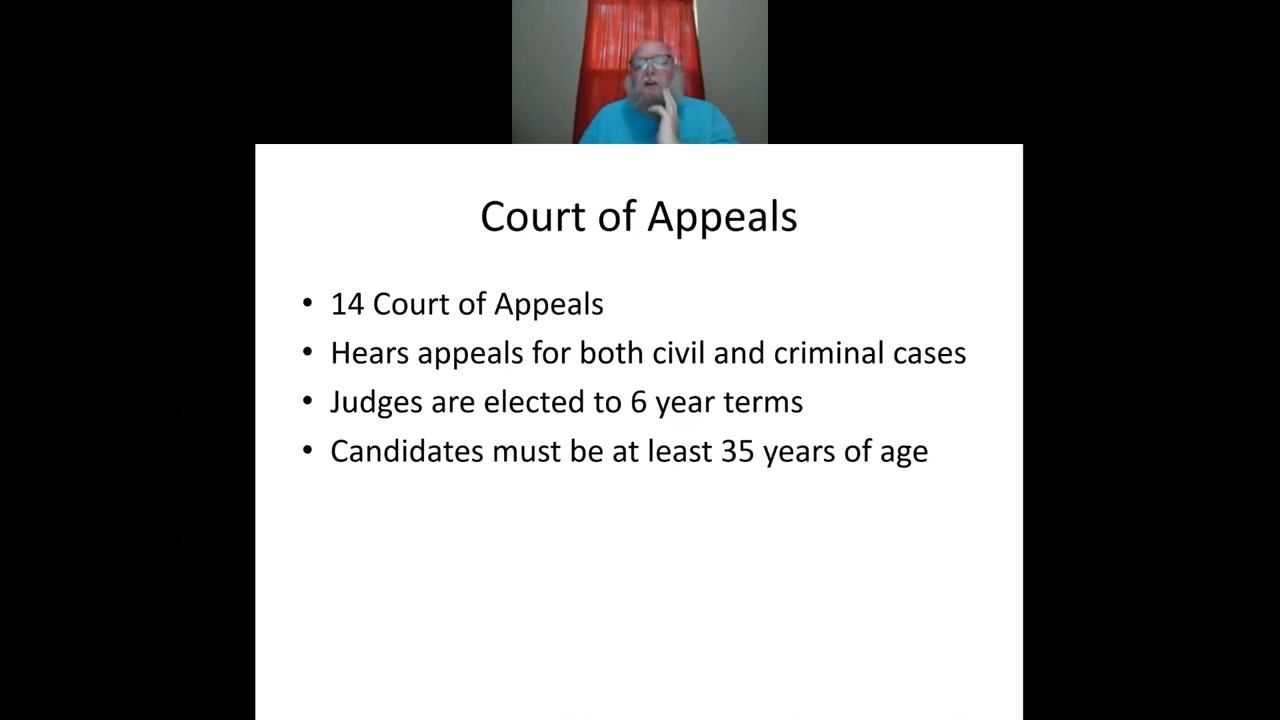 Court of Appeals
• 14 Court of Appeals
• Hears appeals for both civil and criminal cases
• Judges are elected to 6 year terms
• Candidates must be at least 35 years of age